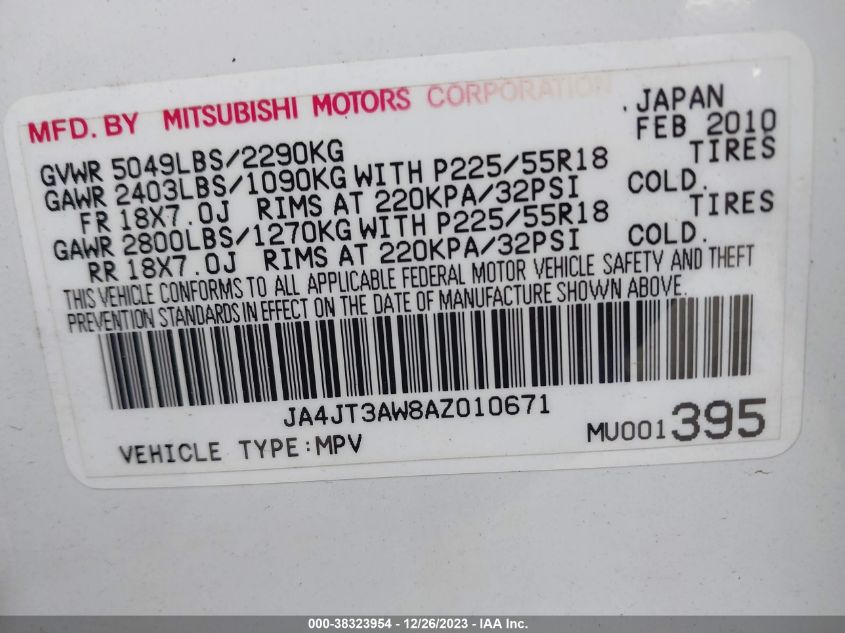 MFD. BY MITSUBISHI MOTORS CORPORATION , JAPAN
FEB 2010
GVWR 5049LBS/2290KG
GAWR 2403LBS/1090KG WITH P225/55R18 TIRES
FR 18X7.0J RIMS AT 220KPA/32PSI COLD.
GAWR 2800LBS/1270KG WITH P225/55R18 TIRES
RR 18X7.0J RIMS AT 220KPA/32PSI COLD.
THIS VEHICLE CONFORMS TO ALL APPLICABLE FEDERAL MOTOR VEHICLE SAFETY AND THEFT
PREVENTION STANDARDS IN EFFECT ON THE DATE OF MANUFACTURE SHOWN ABOVE.
JA4JT3AW8AZ010671
VEHICLE TYPE:MPV MU001395
000-38323954 - 12/26/2023 - IAA Inc.